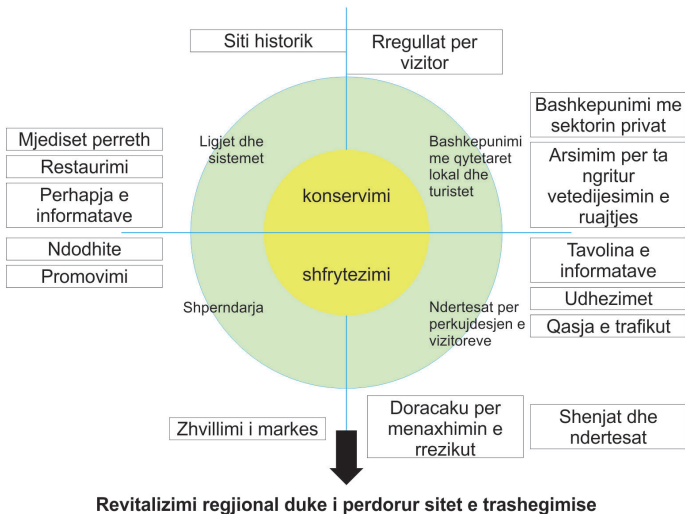 Siti historik
Rregullat per
vizitor
Mjediset perreth
Restaurimi
Perhapja e
informatave
Ndodhite
Promovimi
Ligjet dhe
sistemet
Bashkepunimi
me qytetaret
lokal dhe
turistet
konservimi
shfrytezimi
Shperndarja
Ndertesat per
perkujdesjen e
vizitoreve
Bashkepunimi me
sektorin privat
Arsimim per ta
ngritur
vetedijesimin e
ruajtjes
Tavolina e
informatave
Udhezimet
Qasja e trafikut
Zhvillimi i markes
Doracaku per
menaxhimin e
rrezikut
Shenjat dhe
ndertesat
Revitalizimi regjional duke i perdorur sitet e trashegimise